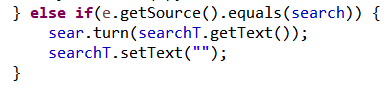 } else if(e.getSource().equals(search)) {
sear.turn(searchT.getText());
searchT.setText("");
}